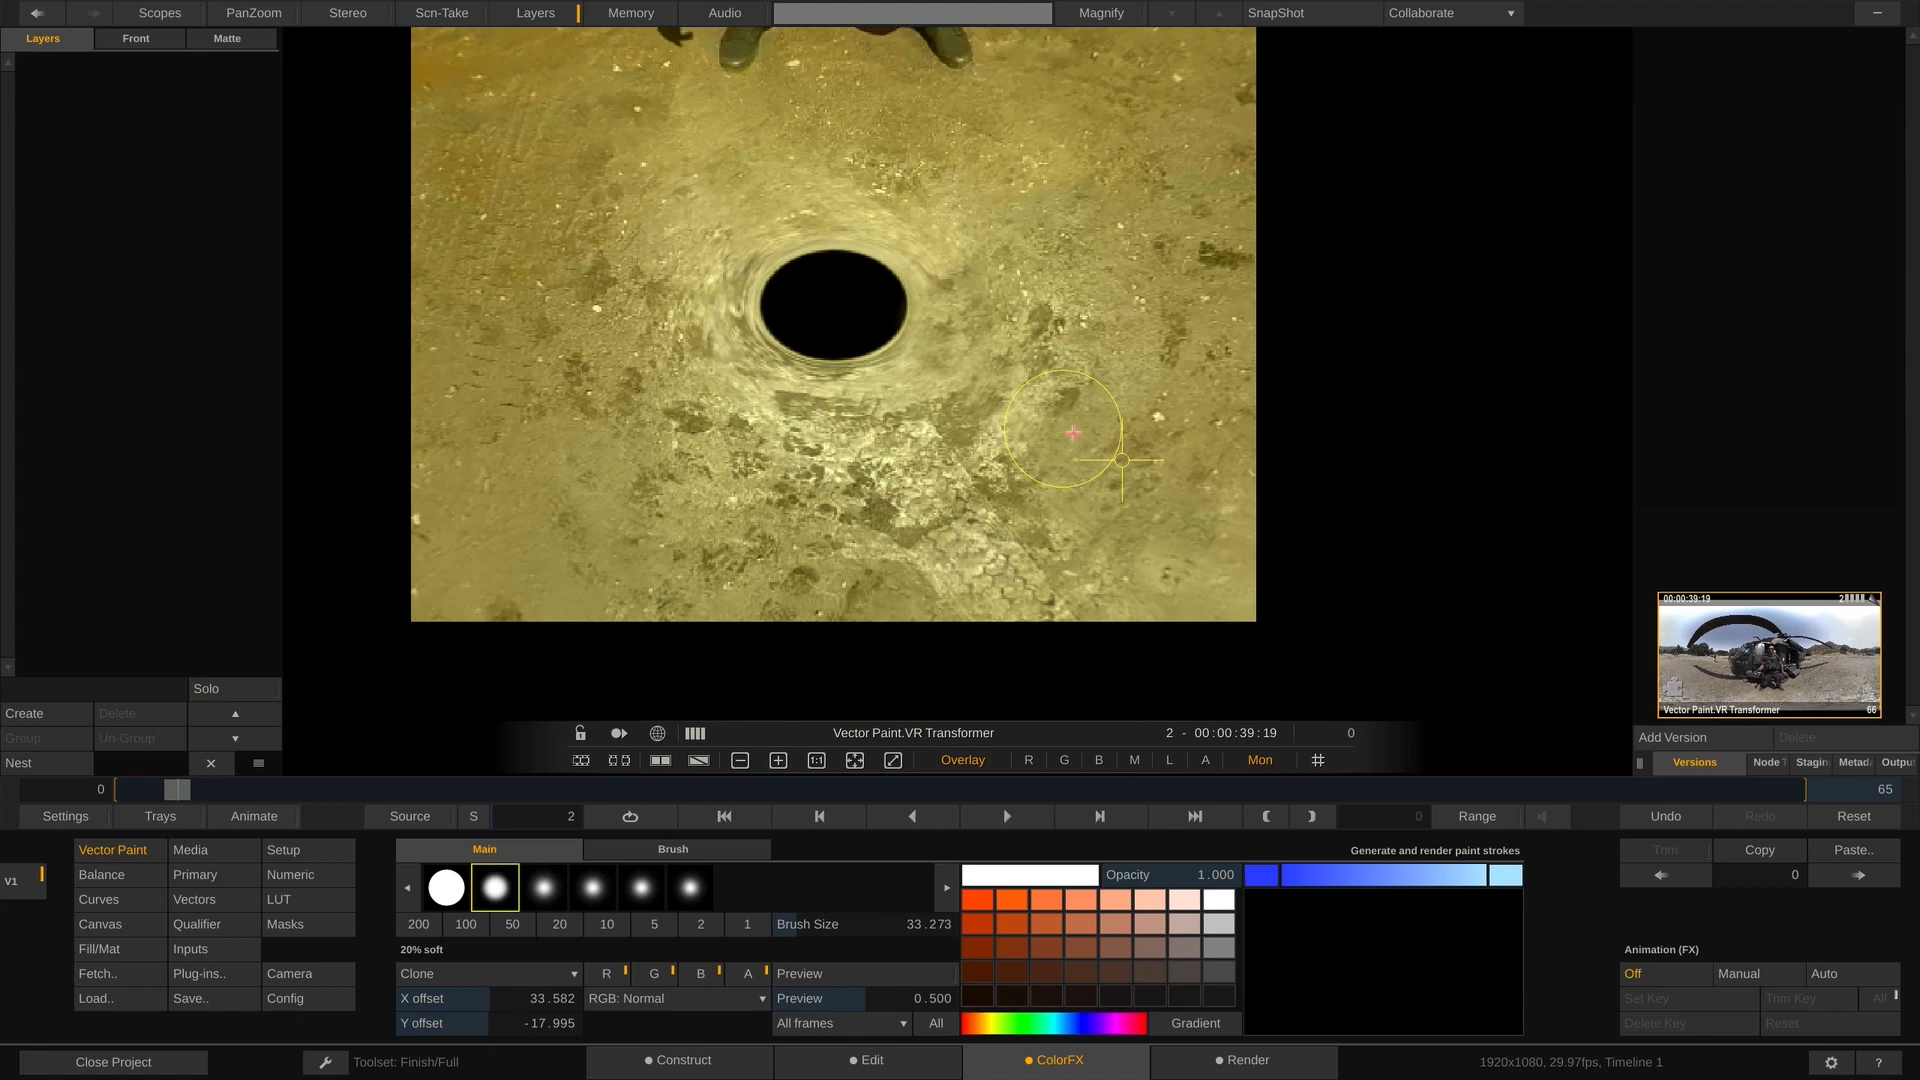 Scopes PanZoom Stereo Scn-Take Layers Memory Audio Magnify SnapShot Collaborate
Layers Front Matte
00:00:39:19 2
Vector Paint.VR Transformer 66
Solo
Create Delete
Group Un-Group
Nest
Vector Paint.VR Transformer 2 - 00:00:39:19 0
1:1 Overlay R G B M L A Mon
Add Version Delete
Versions Node T Stagin Metad Outpu
0 65
Settings Trays Animate Source S 2 0 Range Undo Redo Reset
V1
Vector Paint Media Setup
Balance Primary Numeric
Curves Vectors LUT
Canvas Qualifier Masks
Fill/Mat Inputs
Fetch.. Plug-ins.. Camera
Load.. Save.. Config
Main Brush Generate and render paint strokes
200 100 50 20 10 5 2 1 Brush Size 33.273
20% soft
Clone R G B A Preview
X offset 33.582 RGB: Normal Preview 0.500
Y offset -17.995 All frames All
Opacity 1.000
Gradient
Trim Copy Paste..
0
Animation (FX)
Off Manual Auto
Set Key Trim Key All
Delete Key Reset
Close Project Toolset: Finish/Full Construct Edit ColorFX Render 1920x1080, 29.97fps, Timeline 1 ?